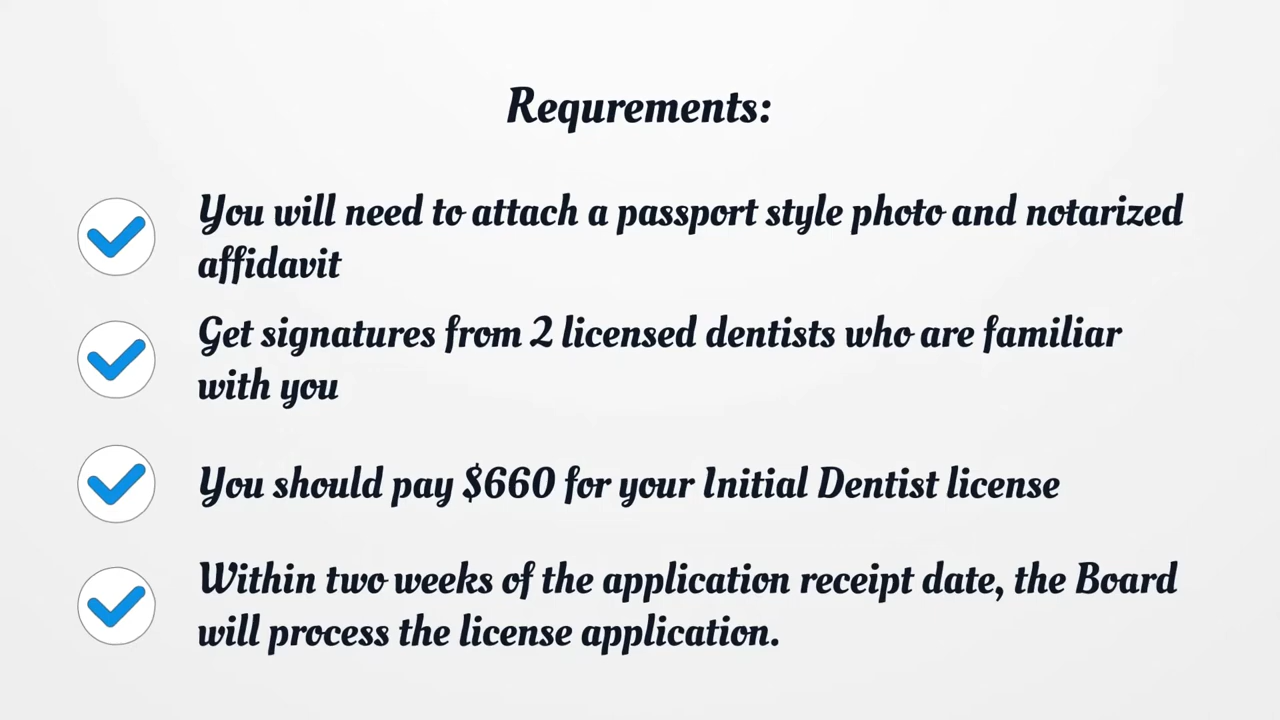 Requrements:
You will need to attach a passport style photo and notarized
affidavit
Get signatures from 2 licensed dentists who are familiar
with you
You should pay $660 for your Initial Dentist license
Within two weeks of the application receipt date, the Board
will process the license application.